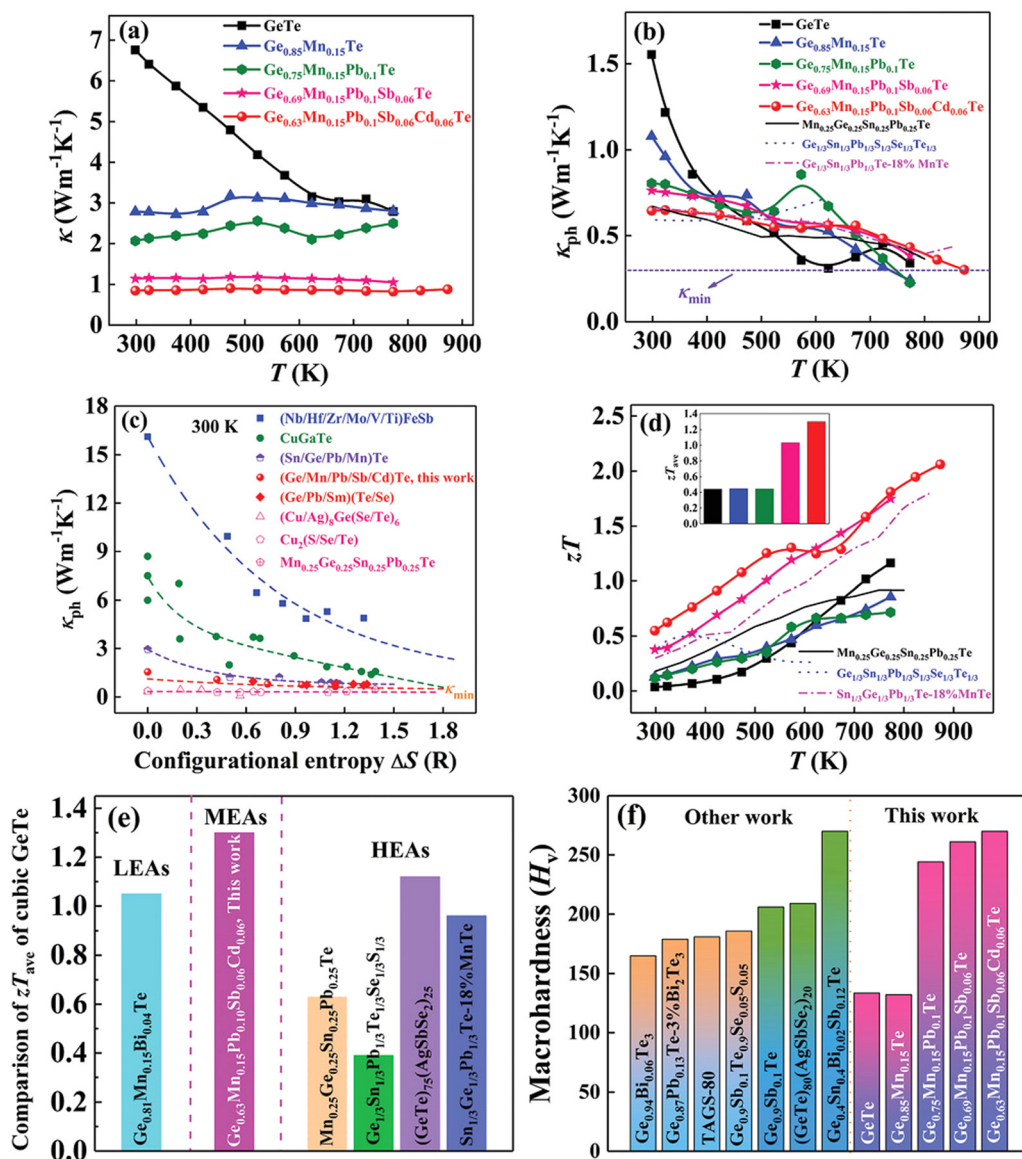 (a)
GeTe
Ge0.85Mn0.15Te
Ge0.75Mn0.15Pb0.1Te
Ge0.69Mn0.15Pb0.1Sb0.06Te
Ge0.63Mn0.15Pb0.1Sb0.06Cd0.06Te
κ (Wm-1K-1)
7
6
5
4
3
2
1
0
300 400 500 600 700 800 900
T (K)
(b)
GeTe
Ge0.85Mn0.15Te
Ge0.75Mn0.15Pb0.1Te
Ge0.69Mn0.15Pb0.1Sb0.06Te
Ge0.63Mn0.15Pb0.1Sb0.06Cd0.06Te
Mn0.25Ge0.25Sn0.25Pb0.25Te
Ge1/3Sn1/3Pb1/3S1/3Se1/3Te1/3
Ge1/3Sn1/3Pb1/3Te-18% MnTe
κph (Wm-1K-1)
1.5
1.0
0.5
0.0
κmin
300 400 500 600 700 800 900
T (K)
(c)
300 K
(Nb/Hf/Zr/Mo/V/Ti)FeSb
CuGaTe
(Sn/Ge/Pb/Mn)Te
(Ge/Mn/Pb/Sb/Cd)Te, this work
(Ge/Pb/Sm)(Te/Se)
(Cu/Ag)8Ge(Se/Te)6
Cu2(S/Se/Te)
Mn0.25Ge0.25Sn0.25Pb0.25Te
κph (Wm-1K-1)
18
15
12
9
6
3
0
κmin
0.0 0.3 0.6 0.9 1.2 1.5 1.8
Configurational entropy ΔS (R)
(d)
zT
2.5
2.0
1.5
1.0
0.5
0.0
zTave
1.4
1.2
1.0
0.8
0.6
0.4
0.0
Mn0.25Ge0.25Sn0.25Pb0.25Te
Ge1/3Sn1/3Pb1/3S1/3Se1/3Te1/3
Sn1/3Ge1/3Pb1/3Te-18%MnTe
300 400 500 600 700 800 900
T (K)
(e)
Comparison of zTave of cubic GeTe
1.4
1.2
1.0
0.8
0.6
0.4
0.2
0.0
LEAs
MEAs
HEAs
Ge0.81Mn0.15Bi0.04Te
Ge0.63Mn0.15Pb0.10Sb0.06Cd0.06, This work
Mn0.25Ge0.25Sn0.25Pb0.25Te
Ge1/3Sn1/3Pb1/3Te1/3Se1/3S1/3
(GeTe)75(AgSbSe2)25
Sn1/3Ge1/3Pb1/3Te-18%MnTe
(f)
Macrohardness (Hv)
300
250
200
150
100
50
0
Other work
This work
Ge0.94Bi0.06Te3
Ge0.87Pb0.13Te-3%Bi2Te3
TAGS-80
Ge0.9Sb0.1Te0.9Se0.05S0.05
Ge0.9Sb0.1Te
(GeTe)80(AgSbSe2)20
Ge0.4Sn0.4Bi0.02Sb0.12Te
GeTe
Ge0.85Mn0.15Te
Ge0.75Mn0.15Pb0.1Te
Ge0.69Mn0.15Pb0.1Sb0.06Te
Ge0.63Mn0.15Pb0.1Sb0.06Cd0.06Te